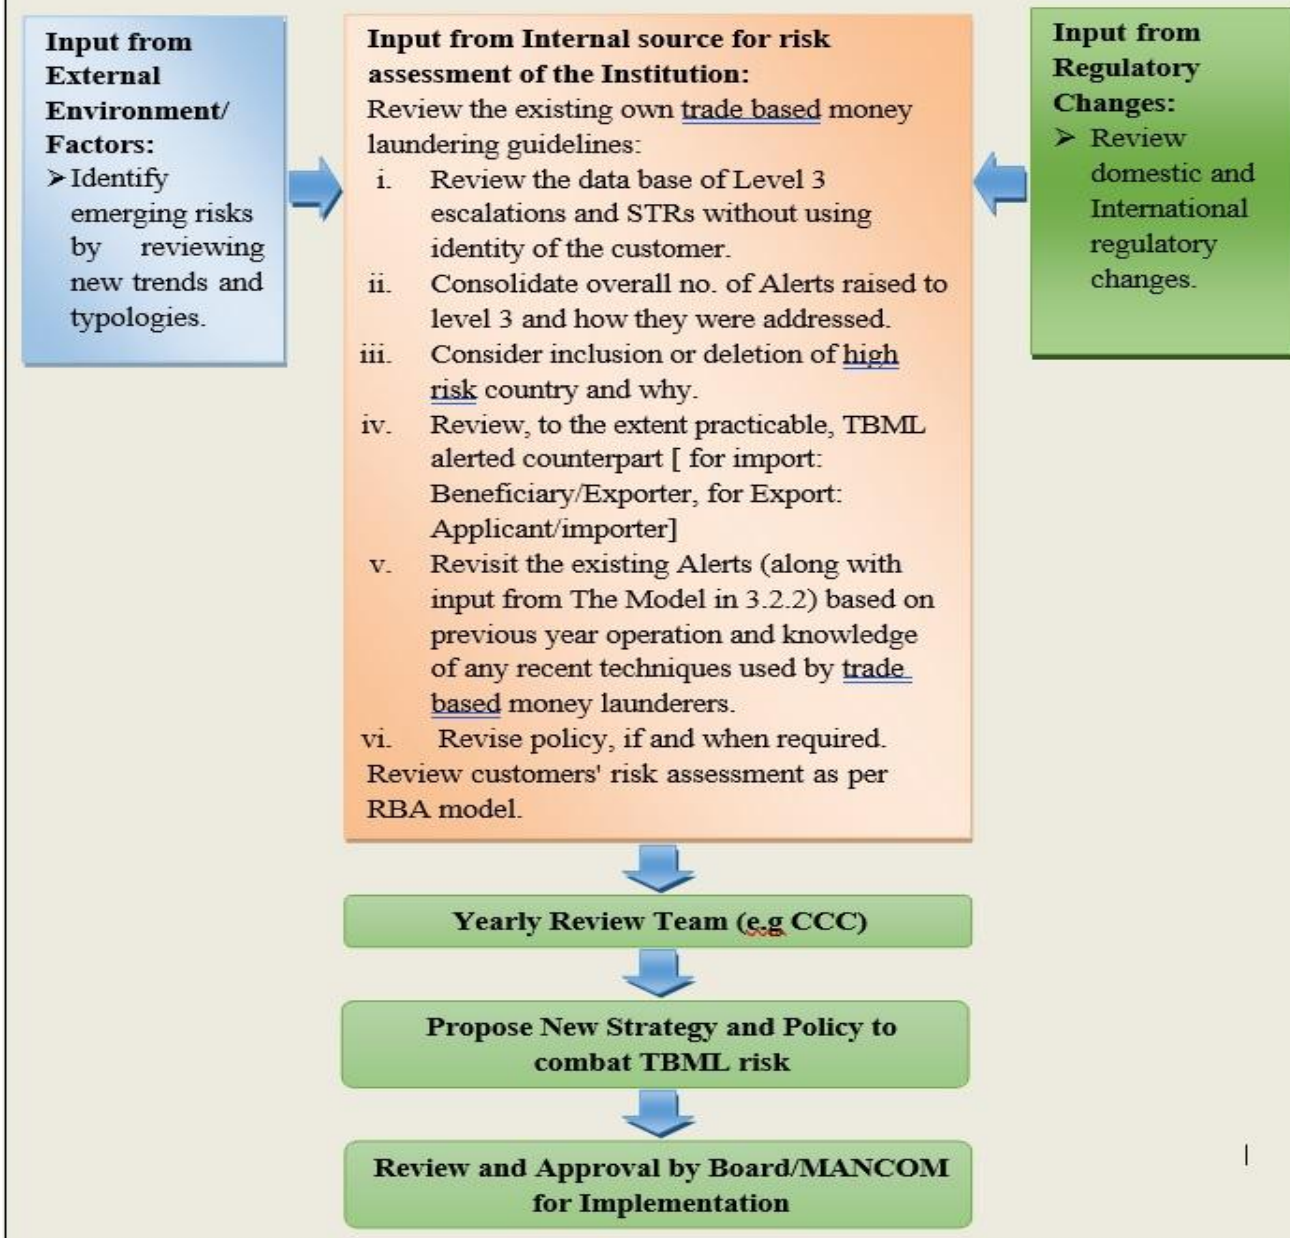 Input from
External
Environment/
Factors:
➢ Identify
emerging risks
by reviewing
new trends and
typologies.
Input from Internal source for risk
assessment of the Institution:
Review the existing own trade based money
laundering guidelines:
i. Review the data base of Level 3
escalations and STRs without using
identity of the customer.
ii. Consolidate overall no. of Alerts raised to
level 3 and how they were addressed.
iii. Consider inclusion or deletion of high
risk country and why.
iv. Review, to the extent practicable, TBML
alerted counterpart [ for import:
Beneficiary/Exporter, for Export:
Applicant/importer]
v. Revisit the existing Alerts (along with
input from The Model in 3.2.2) based on
previous year operation and knowledge
of any recent techniques used by trade
based money launderers.
vi. Revise policy, if and when required.
Review customers' risk assessment as per
RBA model.
Input from
Regulatory
Changes:
➢ Review
domestic and
International
regulatory
changes.
Yearly Review Team (e.g CCC)
Propose New Strategy and Policy to
combat TBML risk
Review and Approval by Board/MANCOM
for Implementation